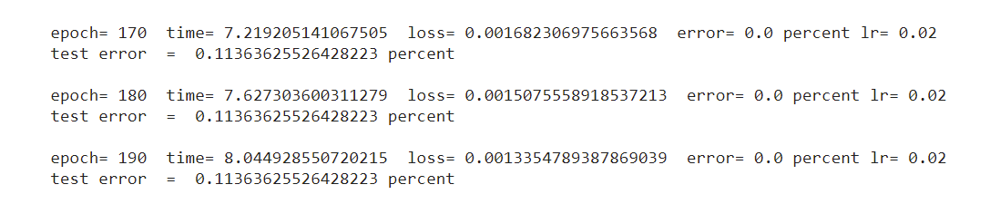 epoch= 170  time= 7.219205141067505  loss= 0.001682306975663568  error= 0.0 percent lr= 0.02
test error  =  0.11363625526428223 percent
epoch= 180  time= 7.627303600311279  loss= 0.0015075558918537213  error= 0.0 percent lr= 0.02
test error  =  0.11363625526428223 percent
epoch= 190  time= 8.044928550720215  loss= 0.0013354789387869039  error= 0.0 percent lr= 0.02
test error  =  0.11363625526428223 percent